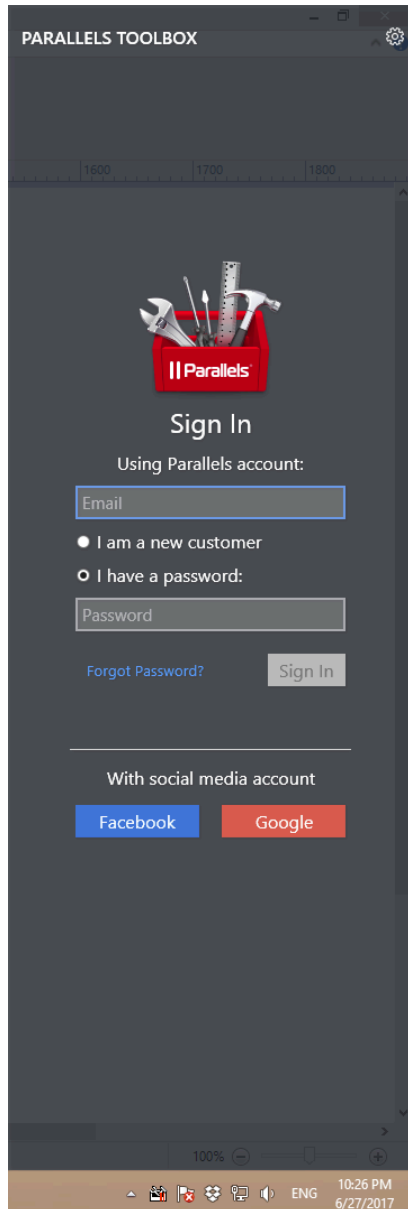 PARALLELS TOOLBOX
1600 1700 1800
Parallels
Sign In
Using Parallels account:
Email
I am a new customer
I have a password:
Password
Forgot Password? Sign In
With social media account
Facebook Google
100%
ENG 10:26 PM
6/27/2017